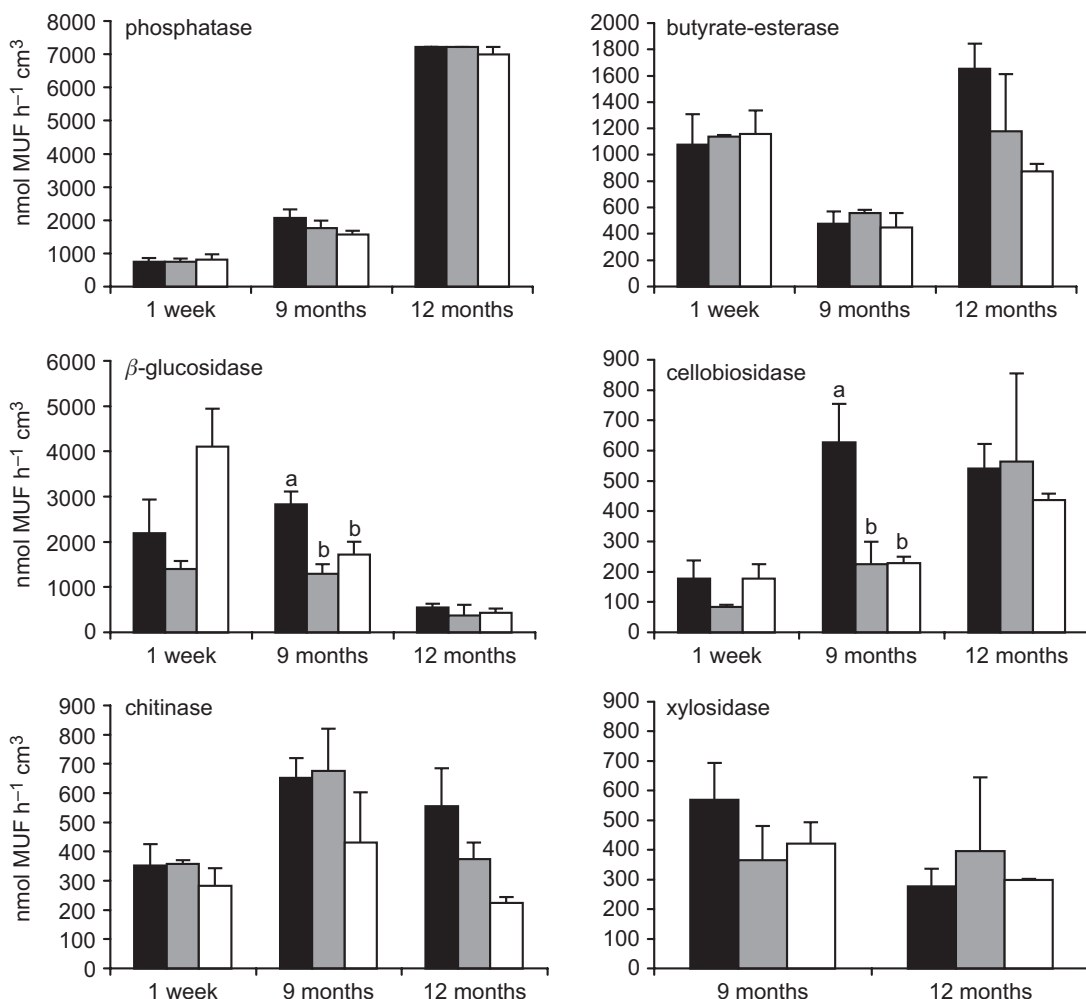 phosphatase
8000
7000
6000
5000
4000
3000
2000
1000
0
nmol MUF h⁻¹ cm³
1 week 9 months 12 months
butyrate-esterase
2000
1800
1600
1400
1200
1000
800
600
400
200
0
1 week 9 months 12 months
β-glucosidase
6000
5000
4000
3000
2000
1000
0
nmol MUF h⁻¹ cm³
a
b
b
1 week 9 months 12 months
cellobiosidase
900
800
700
600
500
400
300
200
100
0
a
b
b
1 week 9 months 12 months
chitinase
900
800
700
600
500
400
300
200
100
0
nmol MUF h⁻¹ cm³
1 week 9 months 12 months
xylosidase
900
800
700
600
500
400
300
200
100
0
9 months 12 months